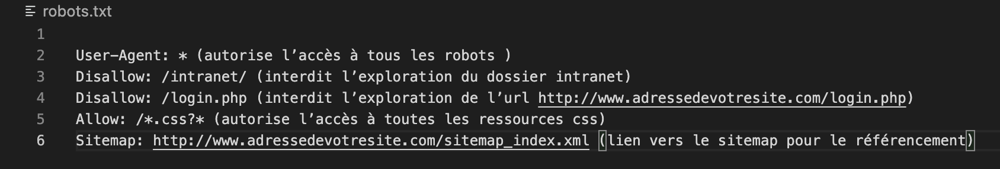 robots.txt
1
2 User-Agent: * (autorise l’accès à tous les robots )
3 Disallow: /intranet/ (interdit l’exploration du dossier intranet)
4 Disallow: /login.php (interdit l’exploration de l’url http://www.adressedevotresite.com/login.php)
5 Allow: /*.css?* (autorise l’accès à toutes les ressources css)
6 Sitemap: http://www.adressedevotresite.com/sitemap_index.xml (lien vers le sitemap pour le référencement)